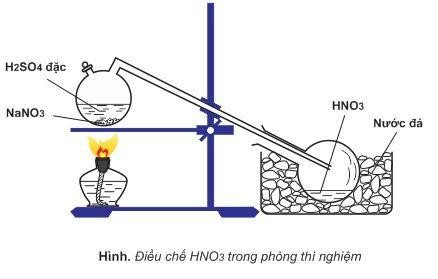 H2SO4 đặc
NaNO3
HNO3
Nước đá
Hình. Điều chế HNO3 trong phòng thí nghiệm